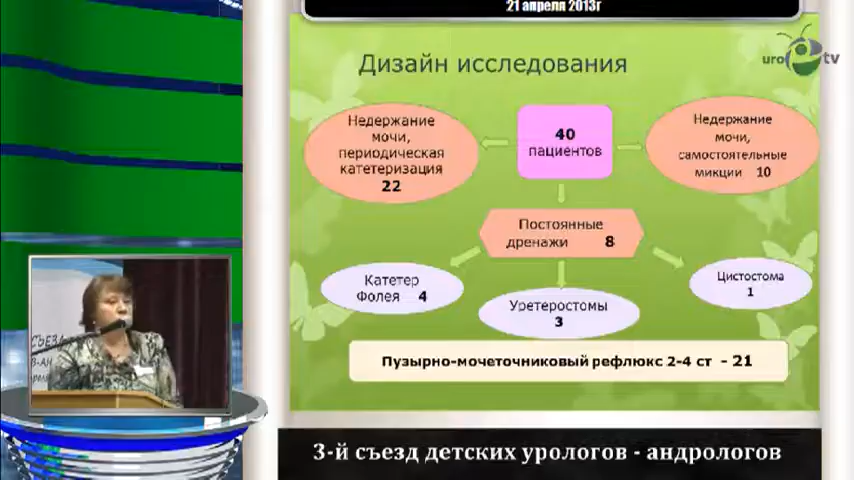 21 апреля 2013г
uro tv
Дизайн исследования
Недержание
мочи,
периодическая
катетеризация
22
40
пациентов
Недержание
мочи,
самостоятельные
микции 10
Постоянные
дренажи 8
Катетер
Фолея 4
Уретеростомы
3
Цистостома
1
Пузырно-мочеточниковый рефлюкс 2-4 ст - 21
СЪЕЗД
3-й съезд детских урологов - андрологов